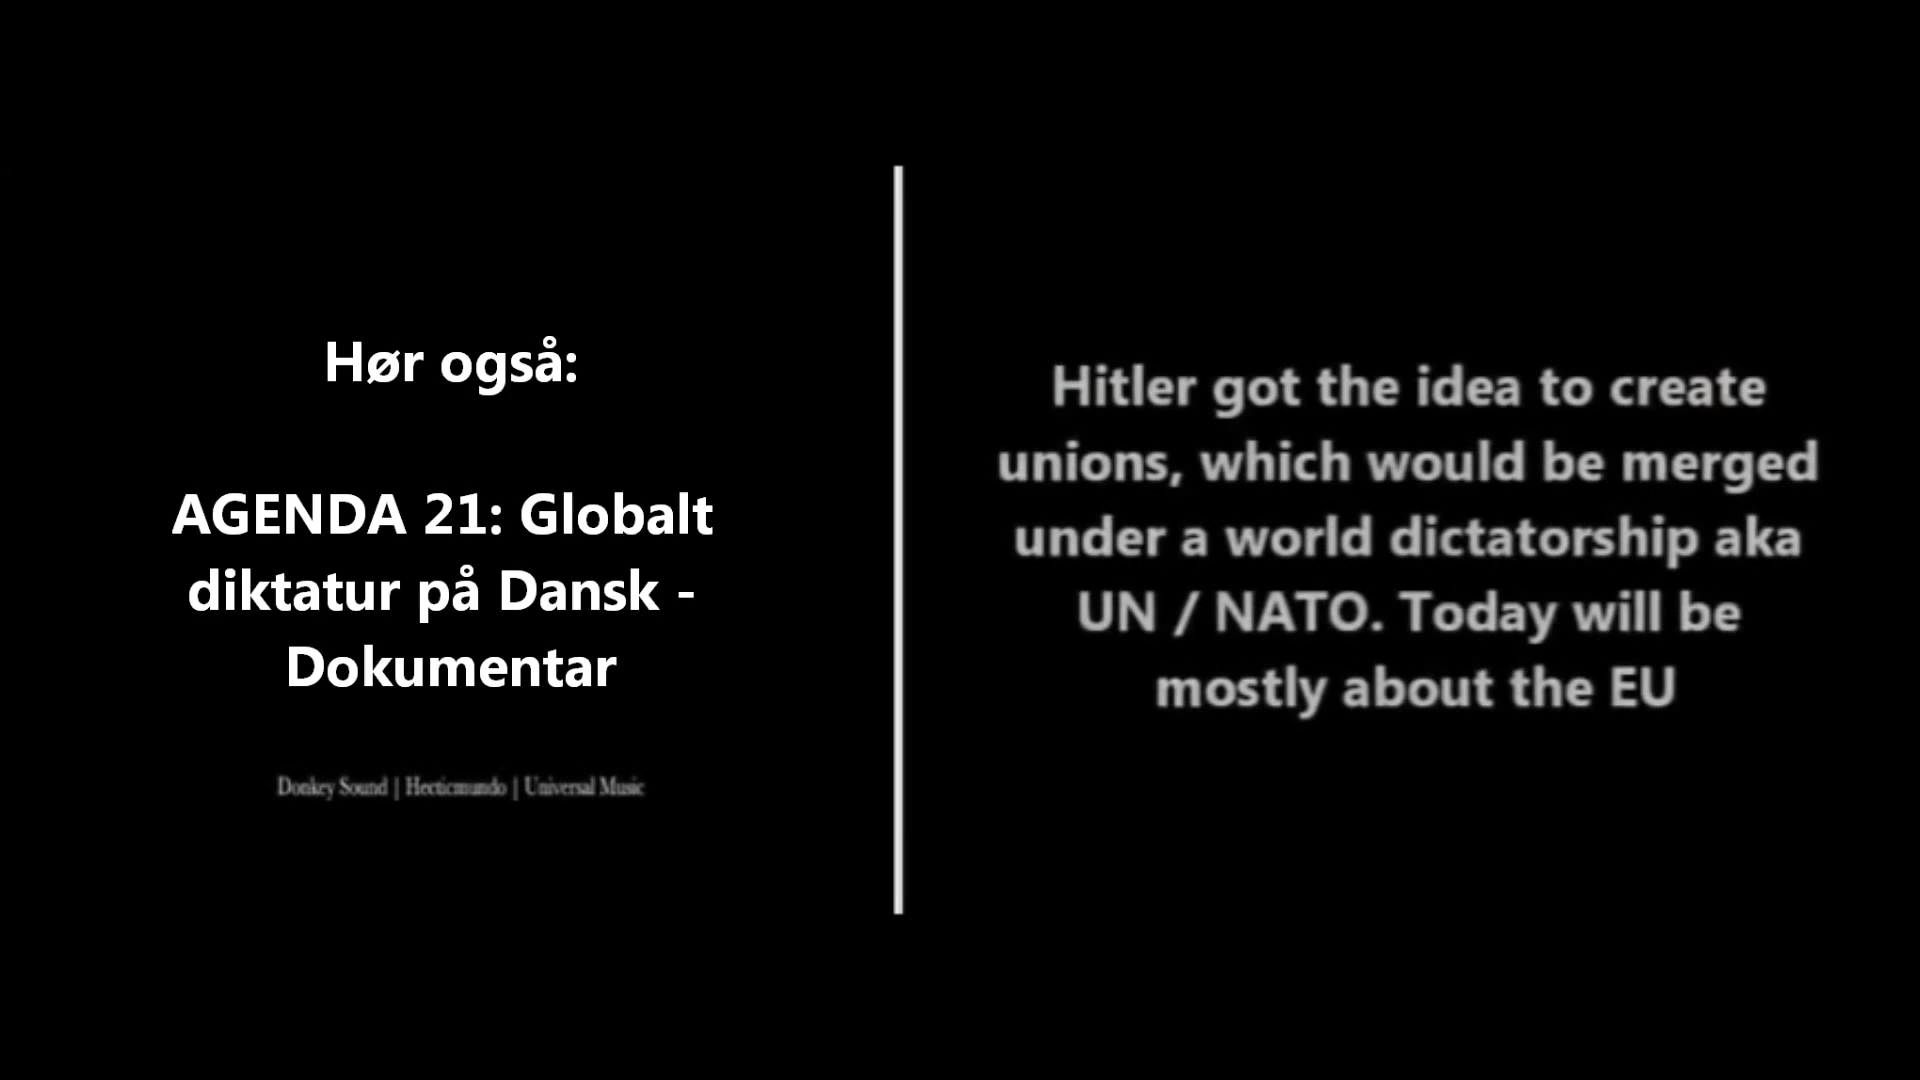 Hør også:
AGENDA 21: Globalt
diktatur på Dansk -
Dokumentar
Donkey Sound | Hecticmundo | Universal Music
Hitler got the idea to create
unions, which would be merged
under a world dictatorship aka
UN / NATO. Today will be
mostly about the EU